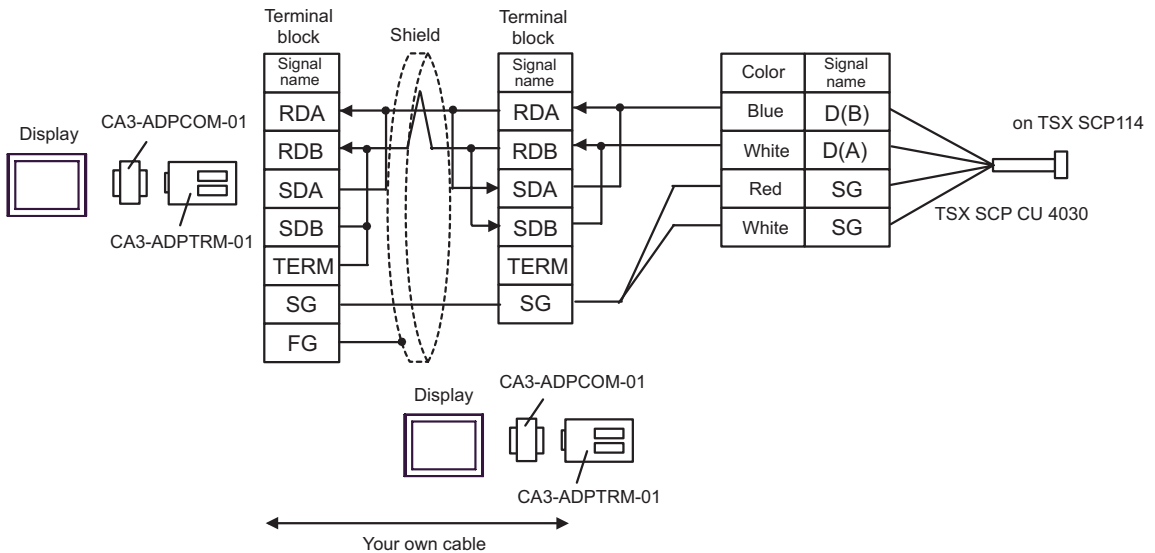 Terminal
block
Shield
Terminal
block
Signal
name
Signal
name
Color
Signal
name
RDA
RDA
Blue
D(B)
on TSX SCP114
Display
CA3-ADPCOM-01
RDB
RDB
White
D(A)
SDA
SDA
Red
SG
CA3-ADPTRM-01
SDB
SDB
White
SG
TSX SCP CU 4030
TERM
TERM
SG
SG
FG
Display
CA3-ADPCOM-01
CA3-ADPTRM-01
Your own cable